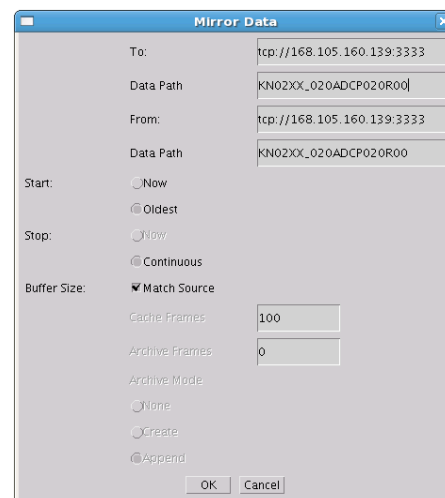 Mirror Data
To: tcp://168.105.160.139:3333
Data Path KN02XX_020ADCP020R00
From: tcp://168.105.160.139:3333
Data Path KN02XX_020ADCP020R00
Start: Now
Oldest
Stop: Now
Continuous
Buffer Size: Match Source
Cache Frames 100
Archive Frames 0
Archive Mode
None
Create
Append
OK Cancel